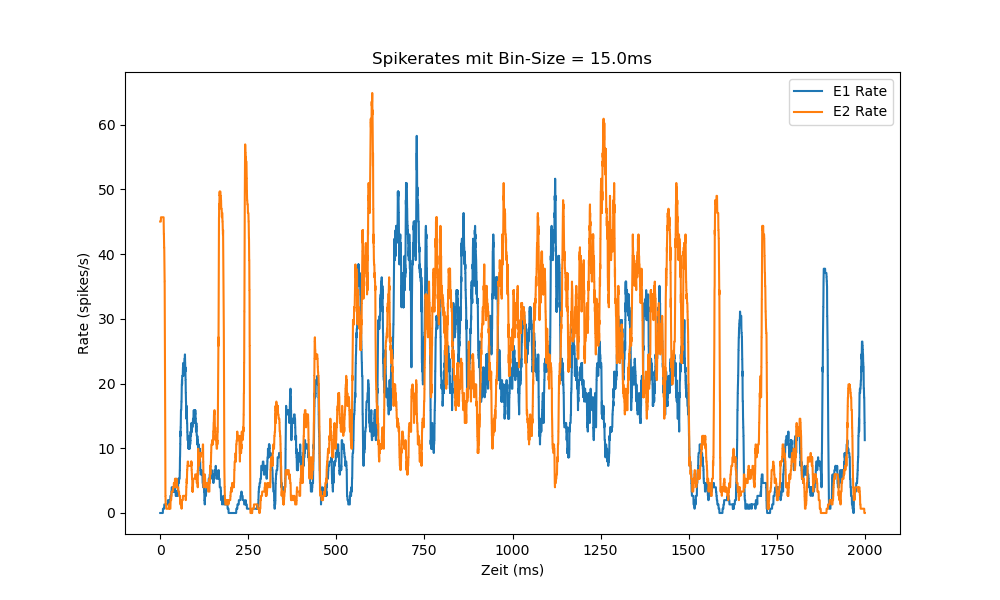 Spikerates mit Bin-Size = 15.0ms
E1 Rate
E2 Rate
Rate (spikes/s)
60
50
40
30
20
10
0
0 250 500 750 1000 1250 1500 1750 2000
Zeit (ms)